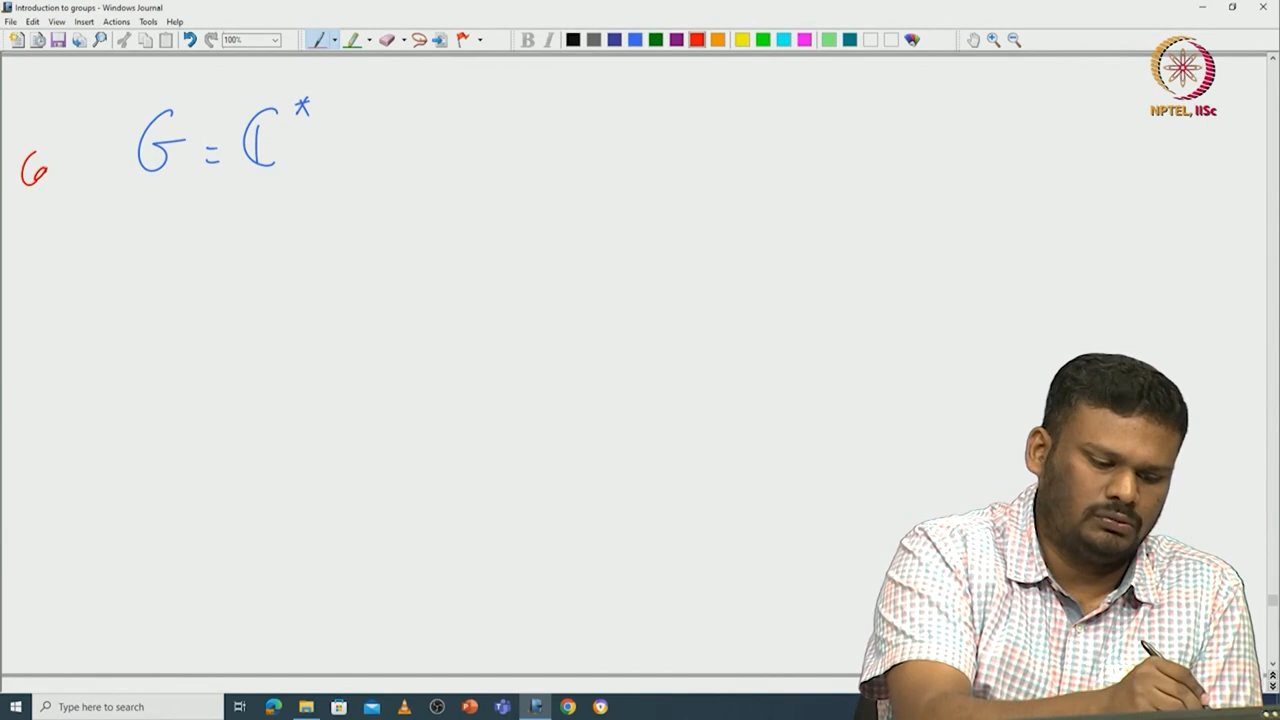 Introduction to groups - Windows Journal
File Edit View Insert Actions Tools Help
100%
B I
NPTEL, IISc
G = ℂ*
6
Type here to search